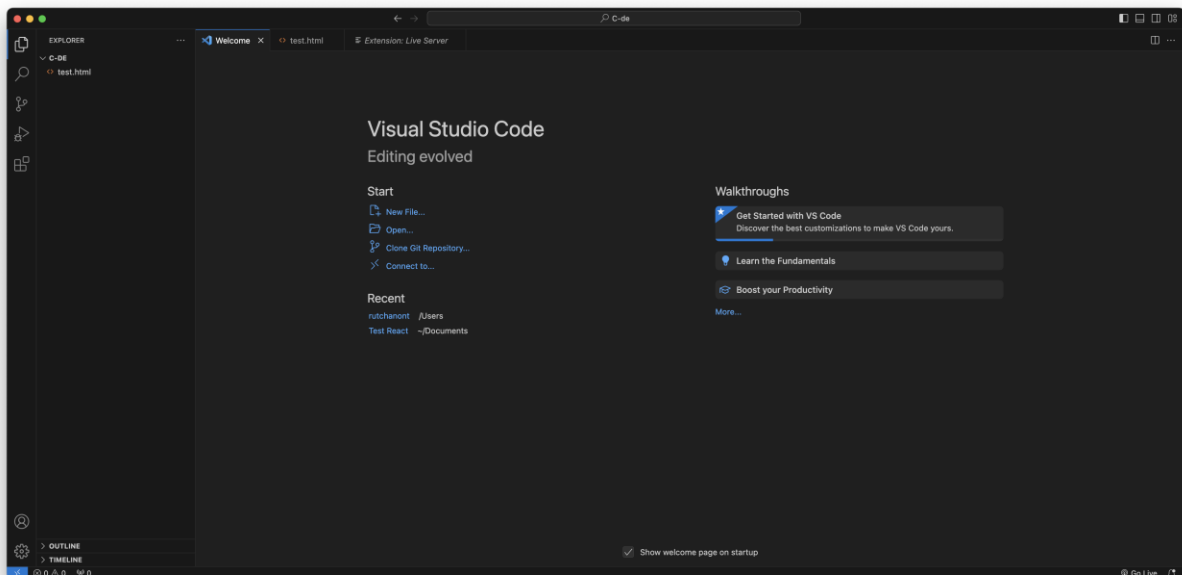 C-de
EXPLORER
Welcome
test.html
Extension: Live Server
C-DE
test.html
Visual Studio Code
Editing evolved
Start
New File...
Open...
Clone Git Repository...
Connect to...
Recent
rutchanont /Users
Test React ~/Documents
Walkthroughs
Get Started with VS Code
Discover the best customizations to make VS Code yours.
Learn the Fundamentals
Boost your Productivity
More...
Show welcome page on startup
OUTLINE
TIMELINE
0 0 0
Go Live